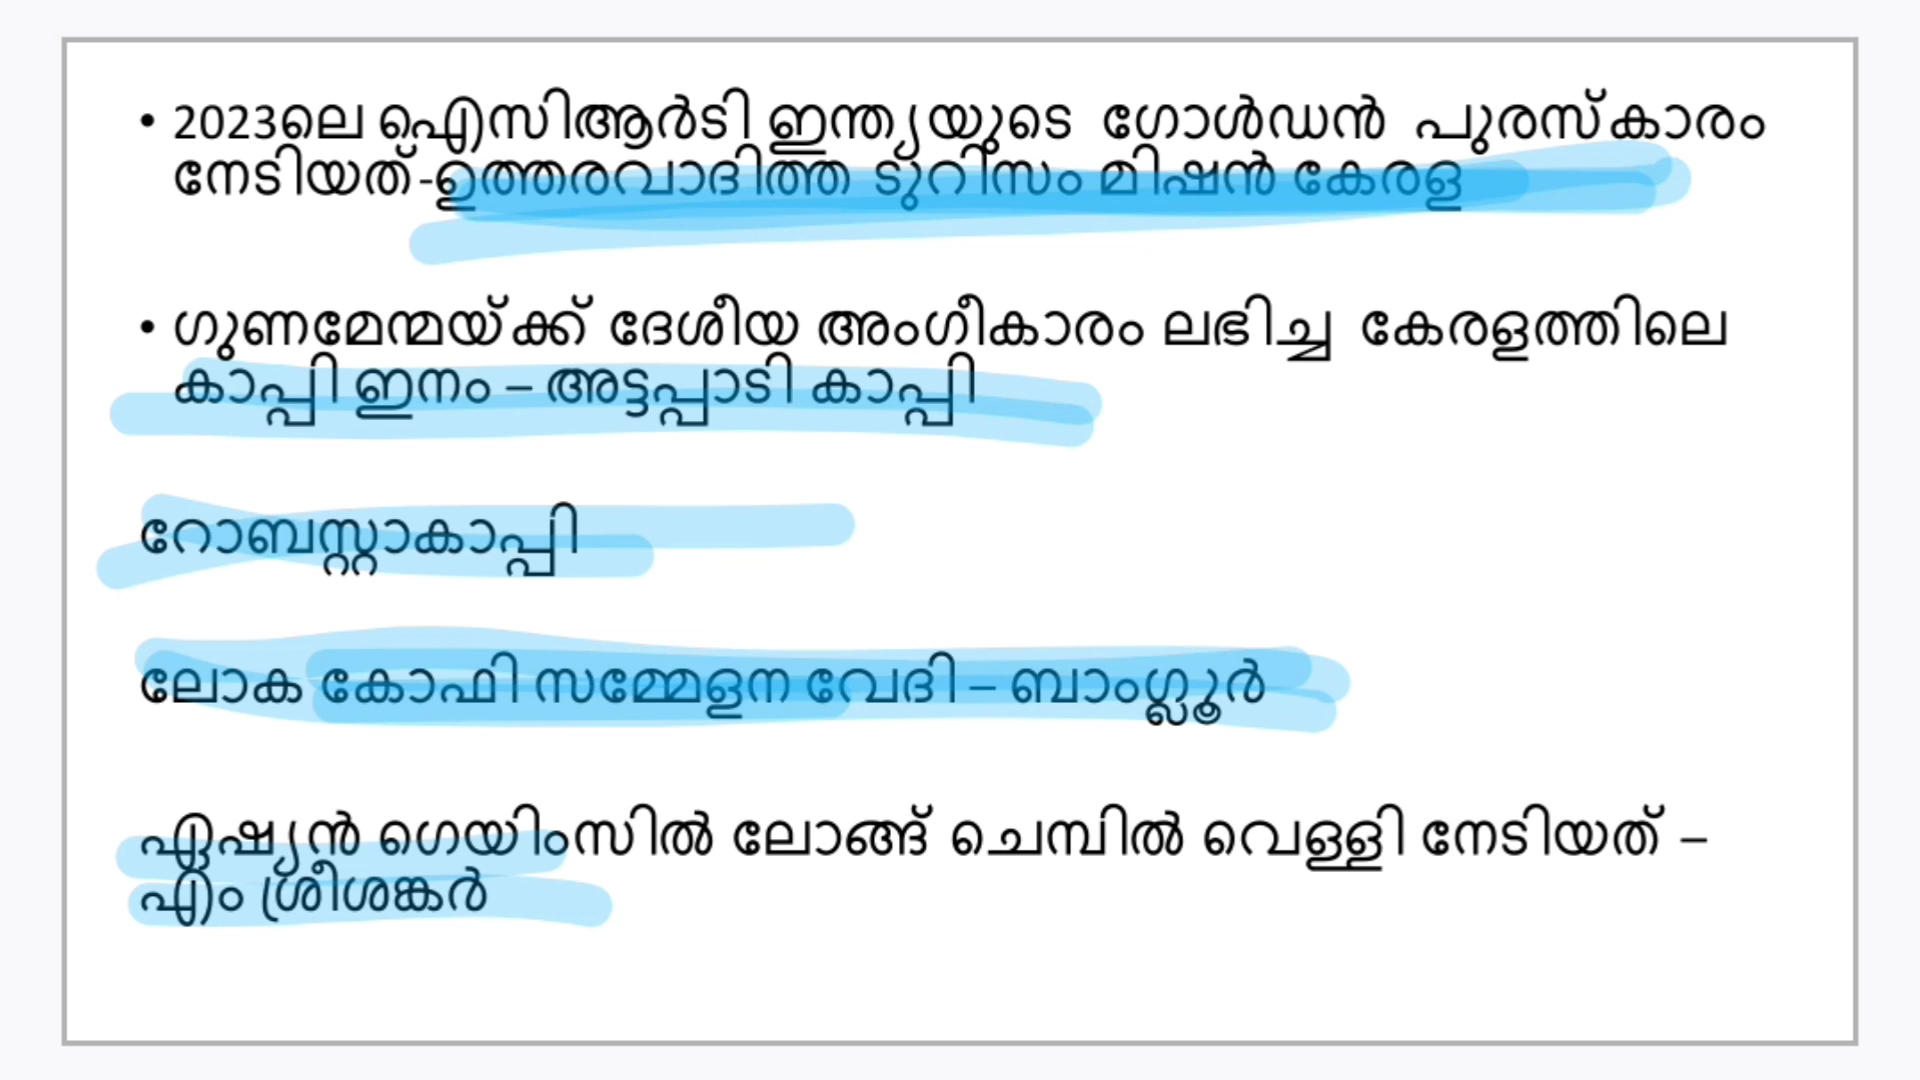 • 2023ലെ ഐസിആർടി ഇന്ത്യയുടെ ഗോൾഡൻ പുരസ്കാരം
നേടിയത്-ഉത്തരവാദിത്ത ടൂറിസം മിഷൻ കേരള
• ഗുണമേന്മയ്ക്ക് ദേശീയ അംഗീകാരം ലഭിച്ച കേരളത്തിലെ
കാപ്പി ഇനം – അട്ടപ്പാടി കാപ്പി
റോബസ്റ്റാകാപ്പി
ലോക കോഫി സമ്മേളന വേദി – ബാംഗ്ലൂർ
ഏഷ്യൻ ഗെയിംസിൽ ലോങ്ങ് ചെമ്പിൽ വെള്ളി നേടിയത് –
എം ശ്രീശങ്കർ